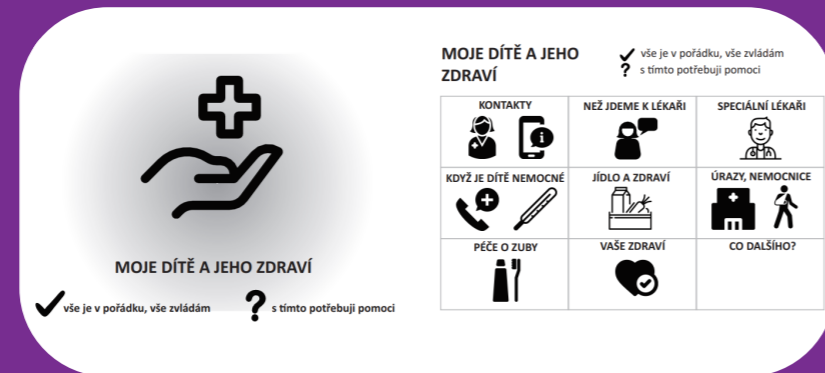 MOJE DÍTĚ A JEHO ZDRAVÍ
vše je v pořádku, vše zvládám
s tímto potřebuji pomoci
MOJE DÍTĚ A JEHO
ZDRAVÍ
vše je v pořádku, vše zvládám
? s tímto potřebuji pomoci
KONTAKTY
NEŽ JDEME K LÉKAŘI
SPECIÁLNÍ LÉKAŘI
KDYŽ JE DÍTĚ NEMOCNÉ
JÍDLO A ZDRAVÍ
ÚRAZY, NEMOCNICE
PÉČE O ZUBY
VAŠE ZDRAVÍ
CO DALŠÍHO?